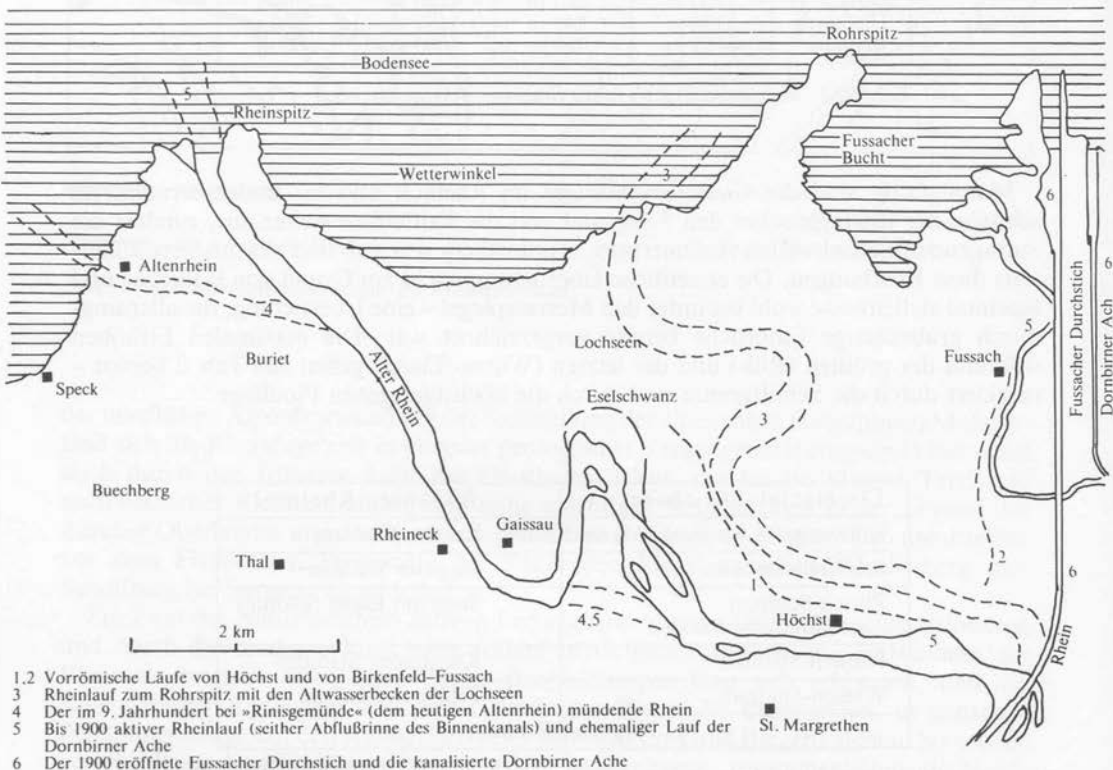 Rohrspitz
Bodensee
5
Rheinspitz
Fussacher
Bucht
3
Wetterwinkel
6
6
Altenrhein
4
Lochseen
5
Fussach
Fussacher Durchstich
Dornbirner Ach
Buriet
Alter Rhein
Speck
Eselschwanz
3
Buechberg
Gaissau
Rheineck
Thal
1
2
6
4,5
Höchst
5
Rhein
2 km
St. Margrethen
1,2 Vorrömische Läufe von Höchst und von Birkenfeld–Fussach
3 Rheinlauf zum Rohrspitz mit den Altwasserbecken der Lochseen
4 Der im 9. Jahrhundert bei »Rinisgemünde« (dem heutigen Altenrhein) mündende Rhein
5 Bis 1900 aktiver Rheinlauf (seither Abflußrinne des Binnenkanals) und ehemaliger Lauf der
Dornbirner Ache
6 Der 1900 eröffnete Fussacher Durchstich und die kanalisierte Dornbirner Ache